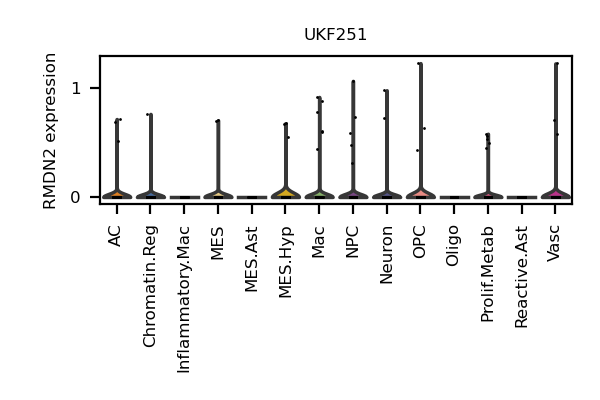 UKF251
RMDN2 expression
1
0
AC
Chromatin.Reg
Inflammatory.Mac
MES
MES.Ast
MES.Hyp
Mac
NPC
Neuron
OPC
Oligo
Prolif.Metab
Reactive.Ast
Vasc